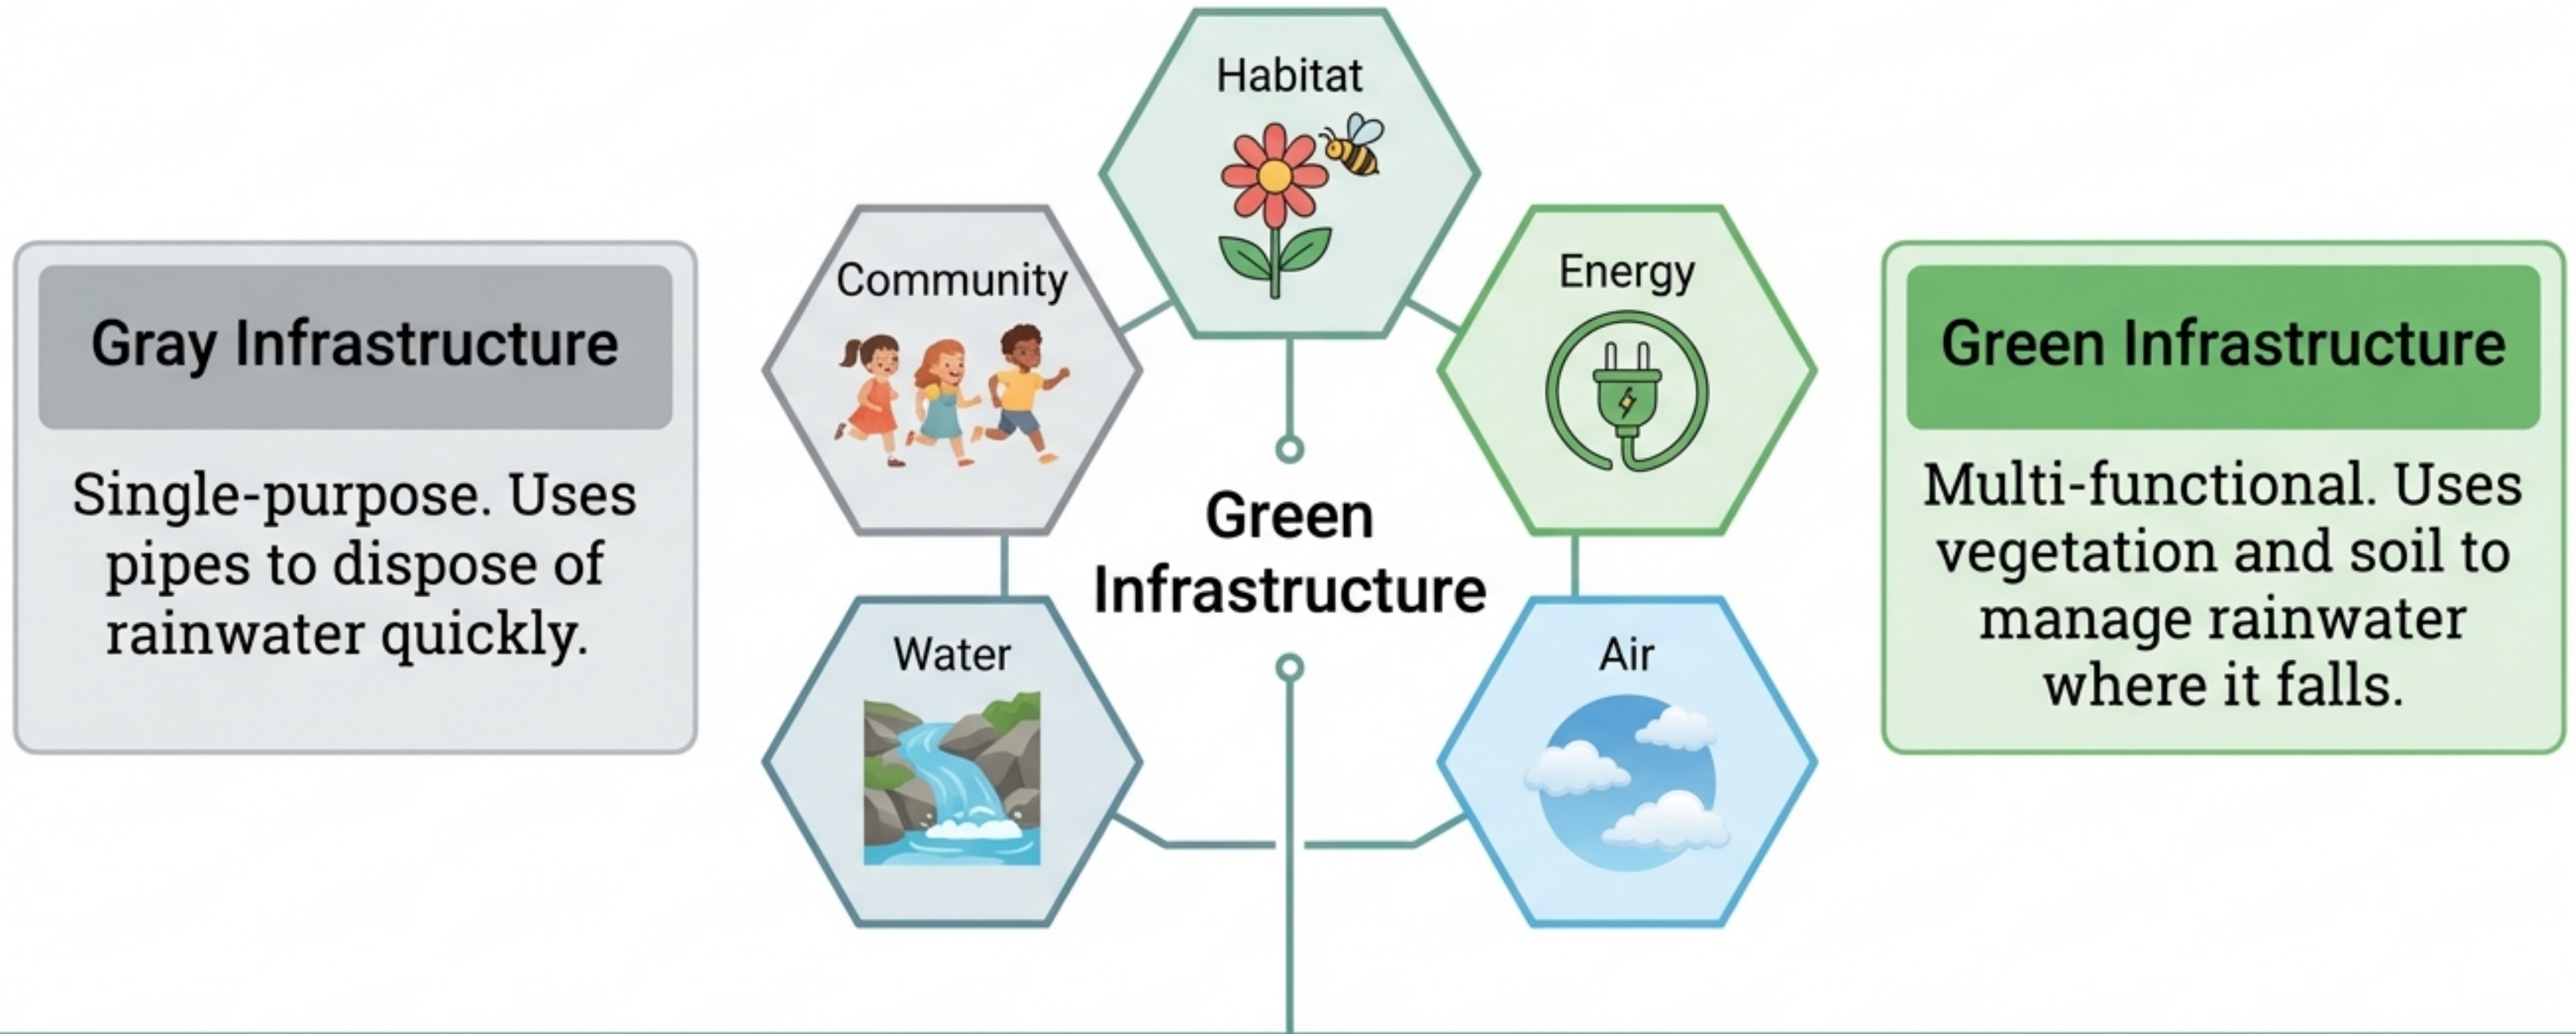 Gray Infrastructure
Single-purpose. Uses
pipes to dispose of
rainwater quickly.
Habitat
Community
Energy
Green
Infrastructure
Water
Air
Green Infrastructure
Multi-functional. Uses
vegetation and soil to
manage rainwater
where it falls.